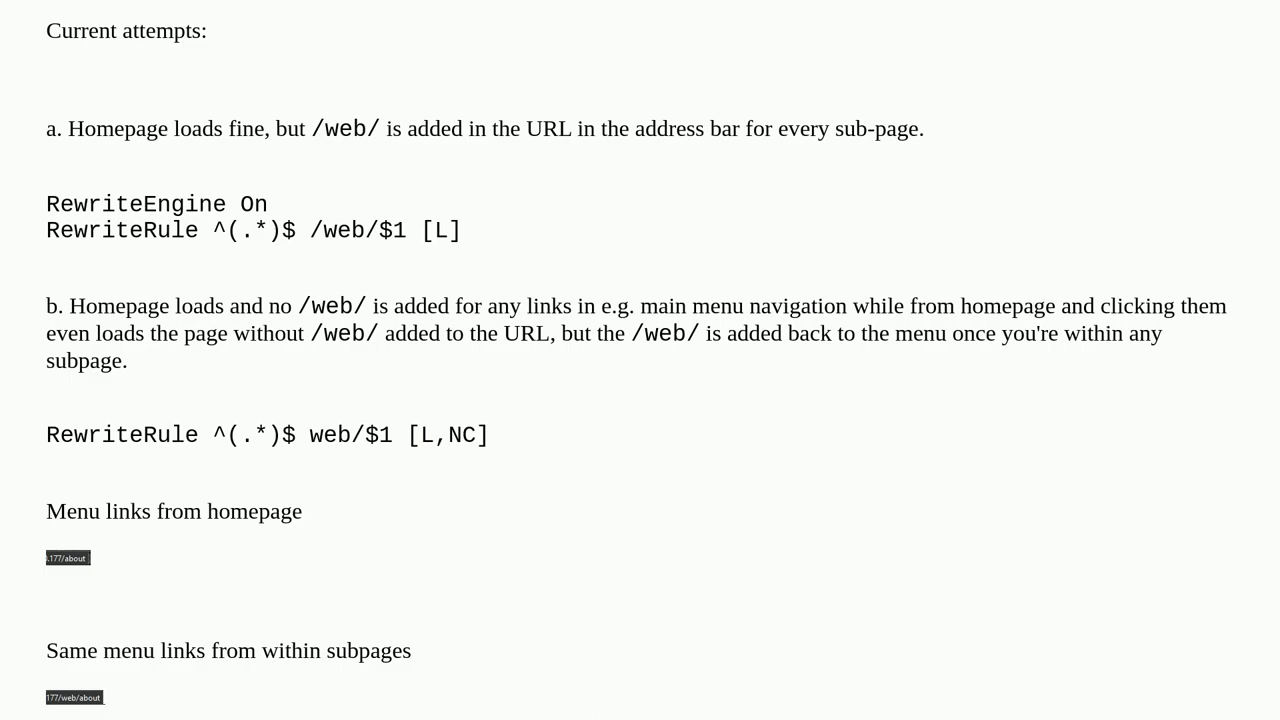 Current attempts:
a. Homepage loads fine, but /web/ is added in the URL in the address bar for every sub-page.
RewriteEngine On
RewriteRule ^(.*)$ /web/$1 [L]
b. Homepage loads and no /web/ is added for any links in e.g. main menu navigation while from homepage and clicking them
even loads the page without /web/ added to the URL, but the /web/ is added back to the menu once you're within any
subpage.
RewriteRule ^(.*)$ web/$1 [L,NC]
Menu links from homepage
.177/about
Same menu links from within subpages
177/web/about